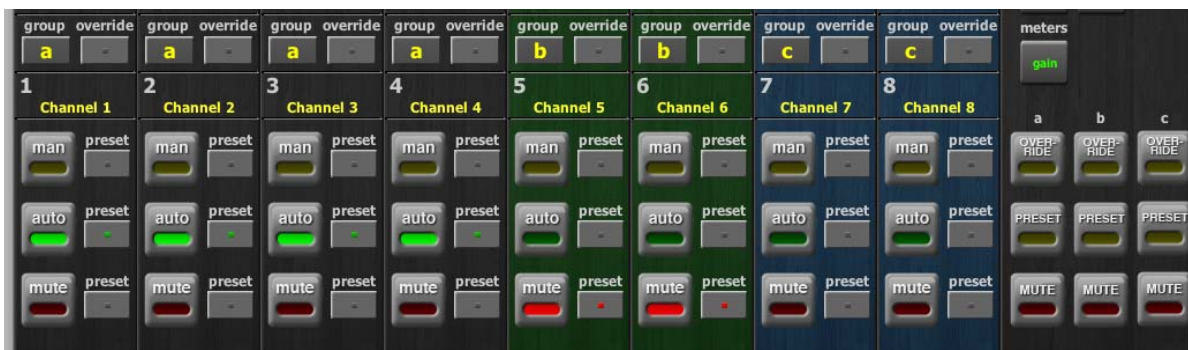 group override group override group override group override group override group override group override group override meters
a - a - a - a - b - b - c - c - gain
1 2 3 4 5 6 7 8
Channel 1 Channel 2 Channel 3 Channel 4 Channel 5 Channel 6 Channel 7 Channel 8
a b c
man preset man preset man preset man preset man preset man preset man preset man preset OVER- OVER- OVER-
RIDE RIDE RIDE
auto preset auto preset auto preset auto preset auto preset auto preset auto preset auto preset PRESET PRESET PRESET
mute preset mute preset mute preset mute preset mute preset mute preset mute preset mute preset MUTE MUTE MUTE